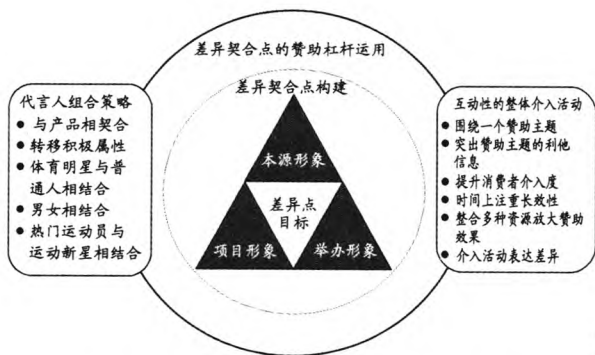 差异契合点的赞助杠杆运用
差异契合点构建
代言人组合策略
● 与产品相契合
● 转移积极属性
● 体育明星与普
通人相结合
● 男女相结合
● 热门运动员与
运动新星相结合
本源形象
差异点
目标
项目形象
举办形象
互动性的整体介入活动
● 围绕一个赞助主题
● 突出赞助主题的利他
信息
● 提升消费者介入度
● 时间上注重长效性
● 整合多种资源放大赞助
效果
● 介入活动表达差异